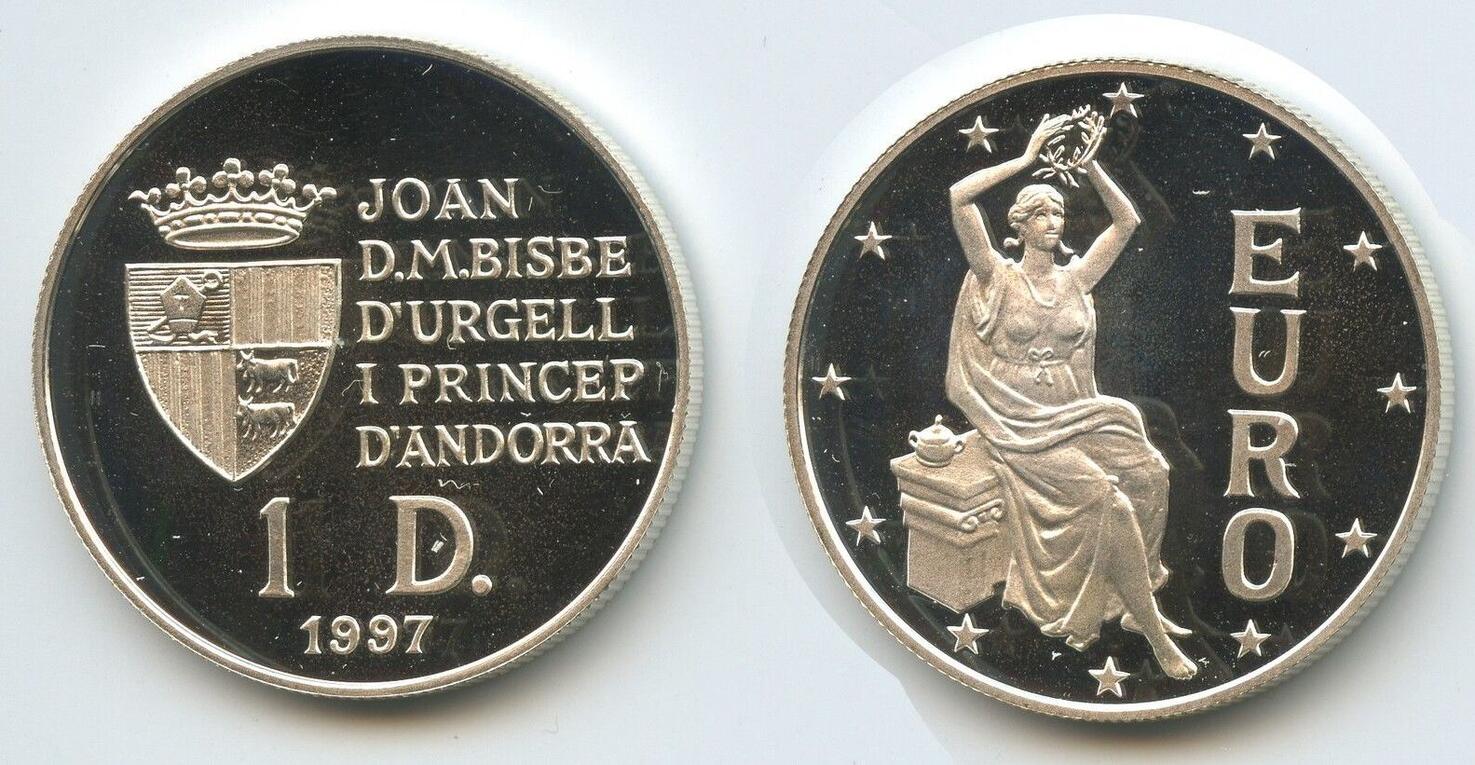 JOAN
D.M.BISBE
D'URGELL
I PRINCEP
D'ANDORRA
1 D.
1997
EURO